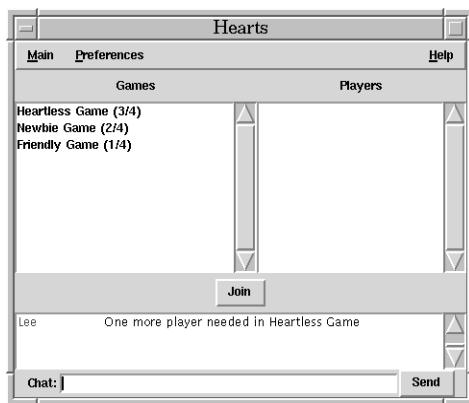 Hearts
Main Preferences Help
Games Players
Heartless Game (3/4)
Newbie Game (2/4)
Friendly Game (1/4)
Join
Lee One more player needed in Heartless Game
Chat: Send